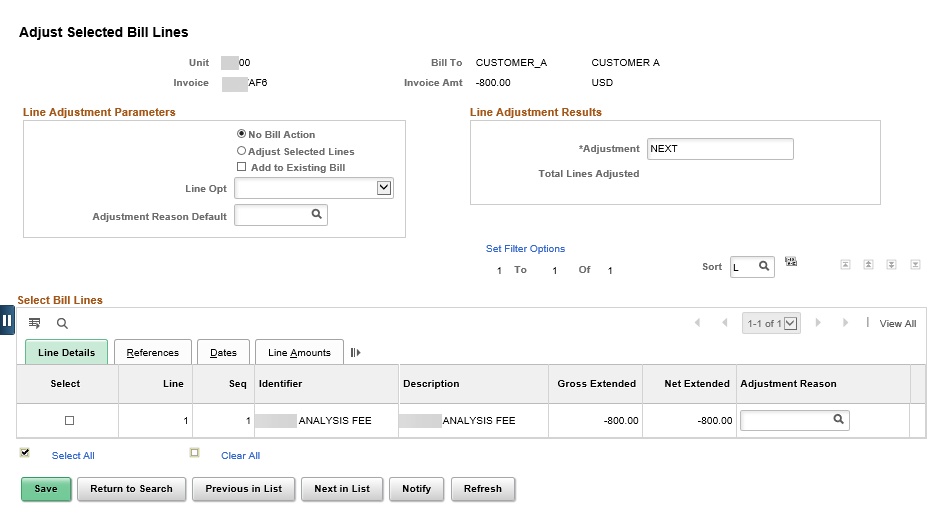 Adjust Selected Bill Lines
Unit 00 Bill To CUSTOMER_A CUSTOMER A
Invoice AF6 Invoice Amt -800.00 USD
Line Adjustment Parameters
No Bill Action
Adjust Selected Lines
Add to Existing Bill
Line Opt
Adjustment Reason Default
Line Adjustment Results
*Adjustment NEXT
Total Lines Adjusted
Set Filter Options
1 To 1 Of 1 Sort L
Select Bill Lines
1-1 of 1 | View All
Line Details References Dates Line Amounts
Select Line Seq Identifier Description Gross Extended Net Extended Adjustment Reason
1 1 ANALYSIS FEE ANALYSIS FEE -800.00 -800.00
Select All Clear All
Save Return to Search Previous in List Next in List Notify Refresh